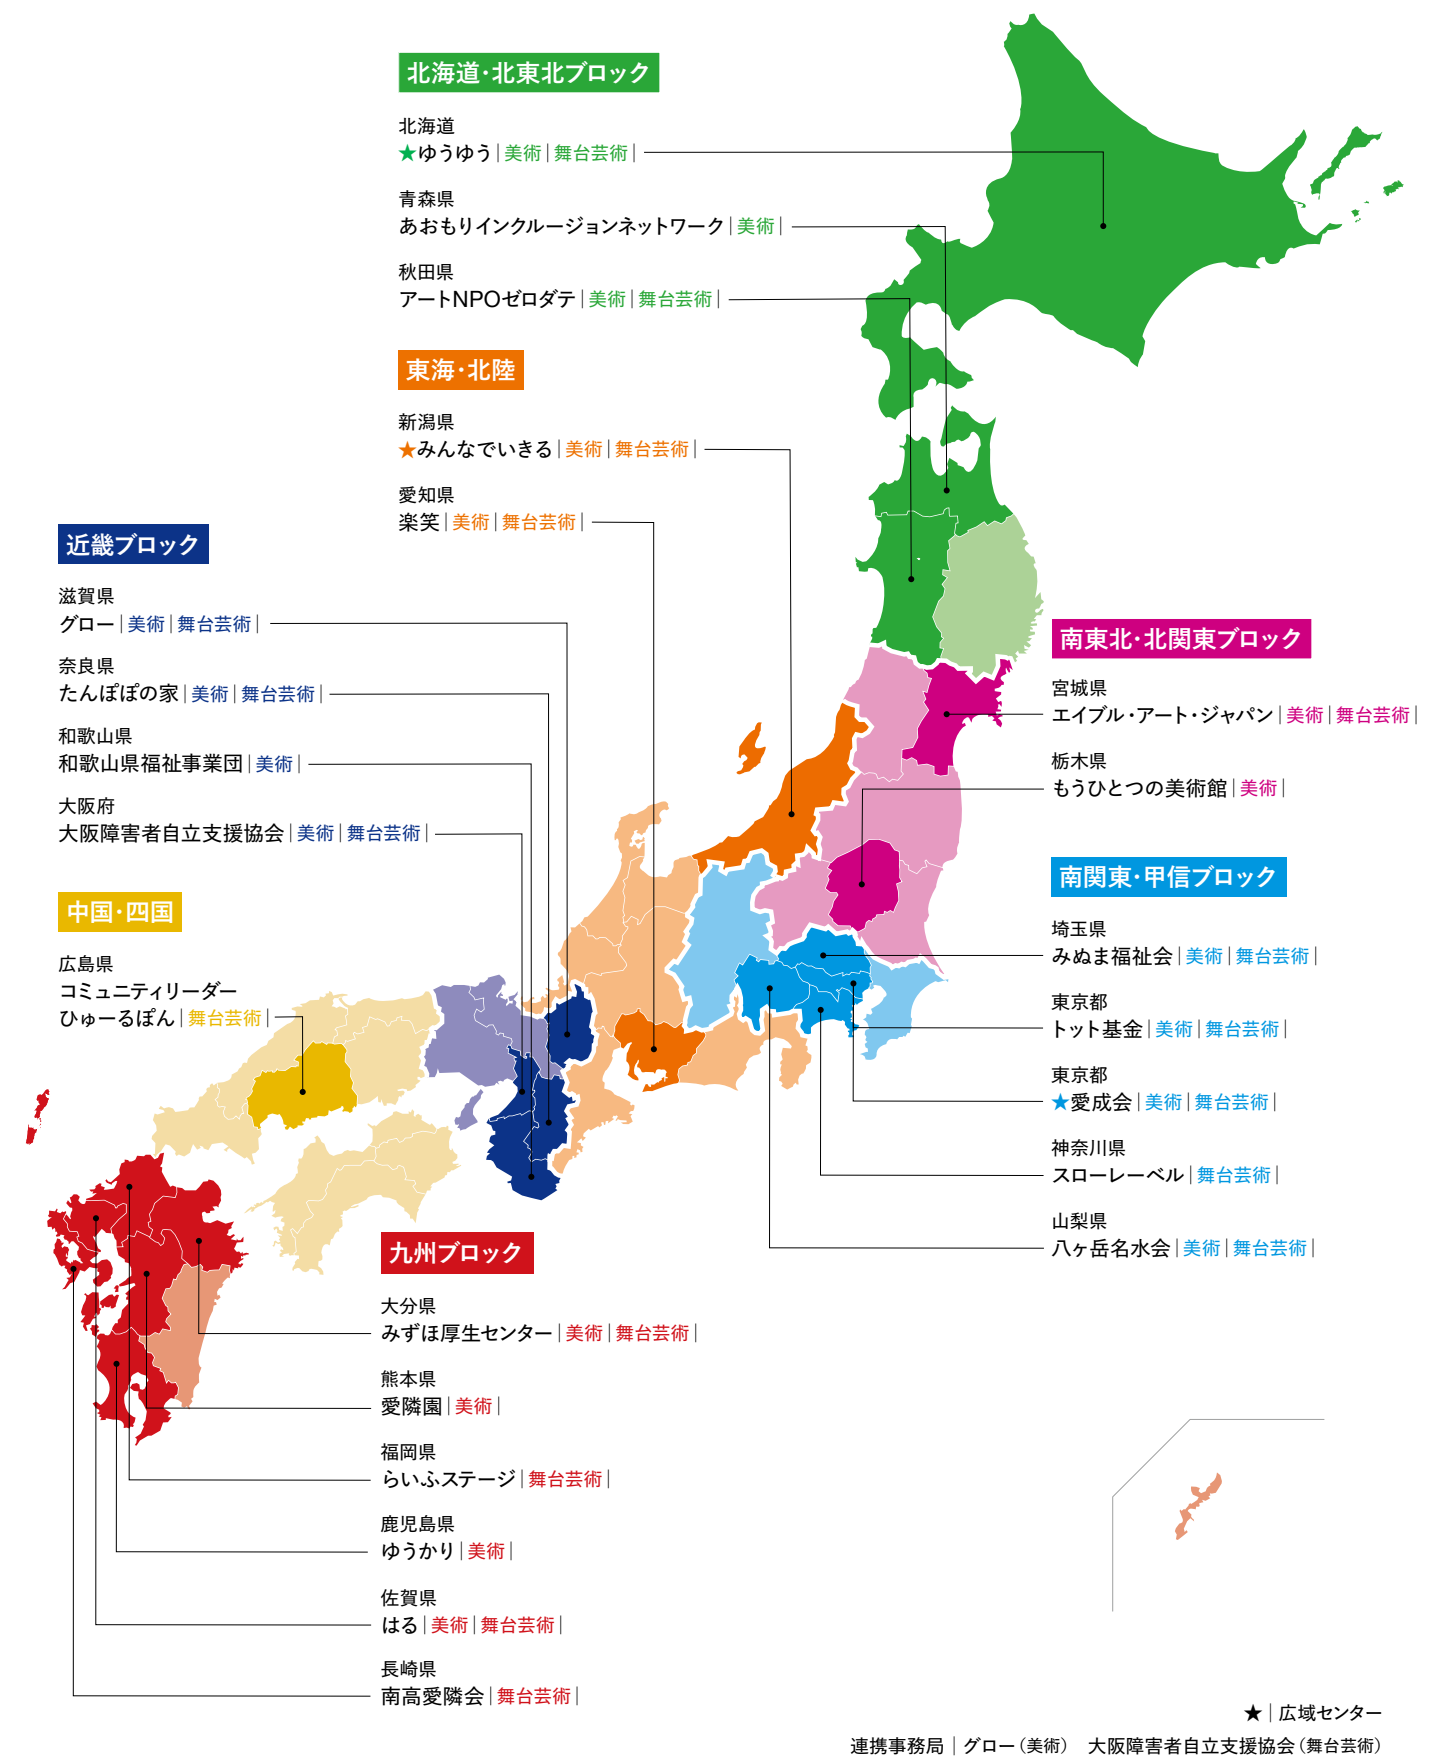 北海道・北東北ブロック
北海道
★ゆうゆう｜美術｜舞台芸術｜
青森県
あおもりインクルージョンネットワーク｜美術｜
秋田県
アートNPOゼロダテ｜美術｜舞台芸術｜
東海・北陸
新潟県
★みんなでいきる｜美術｜舞台芸術｜
愛知県
楽笑｜美術｜舞台芸術｜
近畿ブロック
滋賀県
グロー｜美術｜舞台芸術｜
奈良県
たんぽぽの家｜美術｜舞台芸術｜
和歌山県
和歌山県福祉事業団｜美術｜
大阪府
大阪障害者自立支援協会｜美術｜舞台芸術｜
中国・四国
広島県
コミュニティリーダー
ひゅーるぽん｜舞台芸術｜
南東北・北関東ブロック
宮城県
エイブル・アート・ジャパン｜美術｜舞台芸術｜
栃木県
もうひとつの美術館｜美術｜
南関東・甲信ブロック
埼玉県
みぬま福祉会｜美術｜舞台芸術｜
東京都
トット基金｜美術｜舞台芸術｜
東京都
★愛成会｜美術｜舞台芸術｜
神奈川県
スローレーベル｜舞台芸術｜
山梨県
八ヶ岳名水会｜美術｜舞台芸術｜
九州ブロック
大分県
みずほ厚生センター｜美術｜舞台芸術｜
熊本県
愛隣園｜美術｜
福岡県
らいふステージ｜舞台芸術｜
鹿児島県
ゆうかり｜美術｜
佐賀県
はる｜美術｜舞台芸術｜
長崎県
南高愛隣会｜舞台芸術｜
★｜広域センター
連携事務局｜グロー（美術） 大阪障害者自立支援協会（舞台芸術）